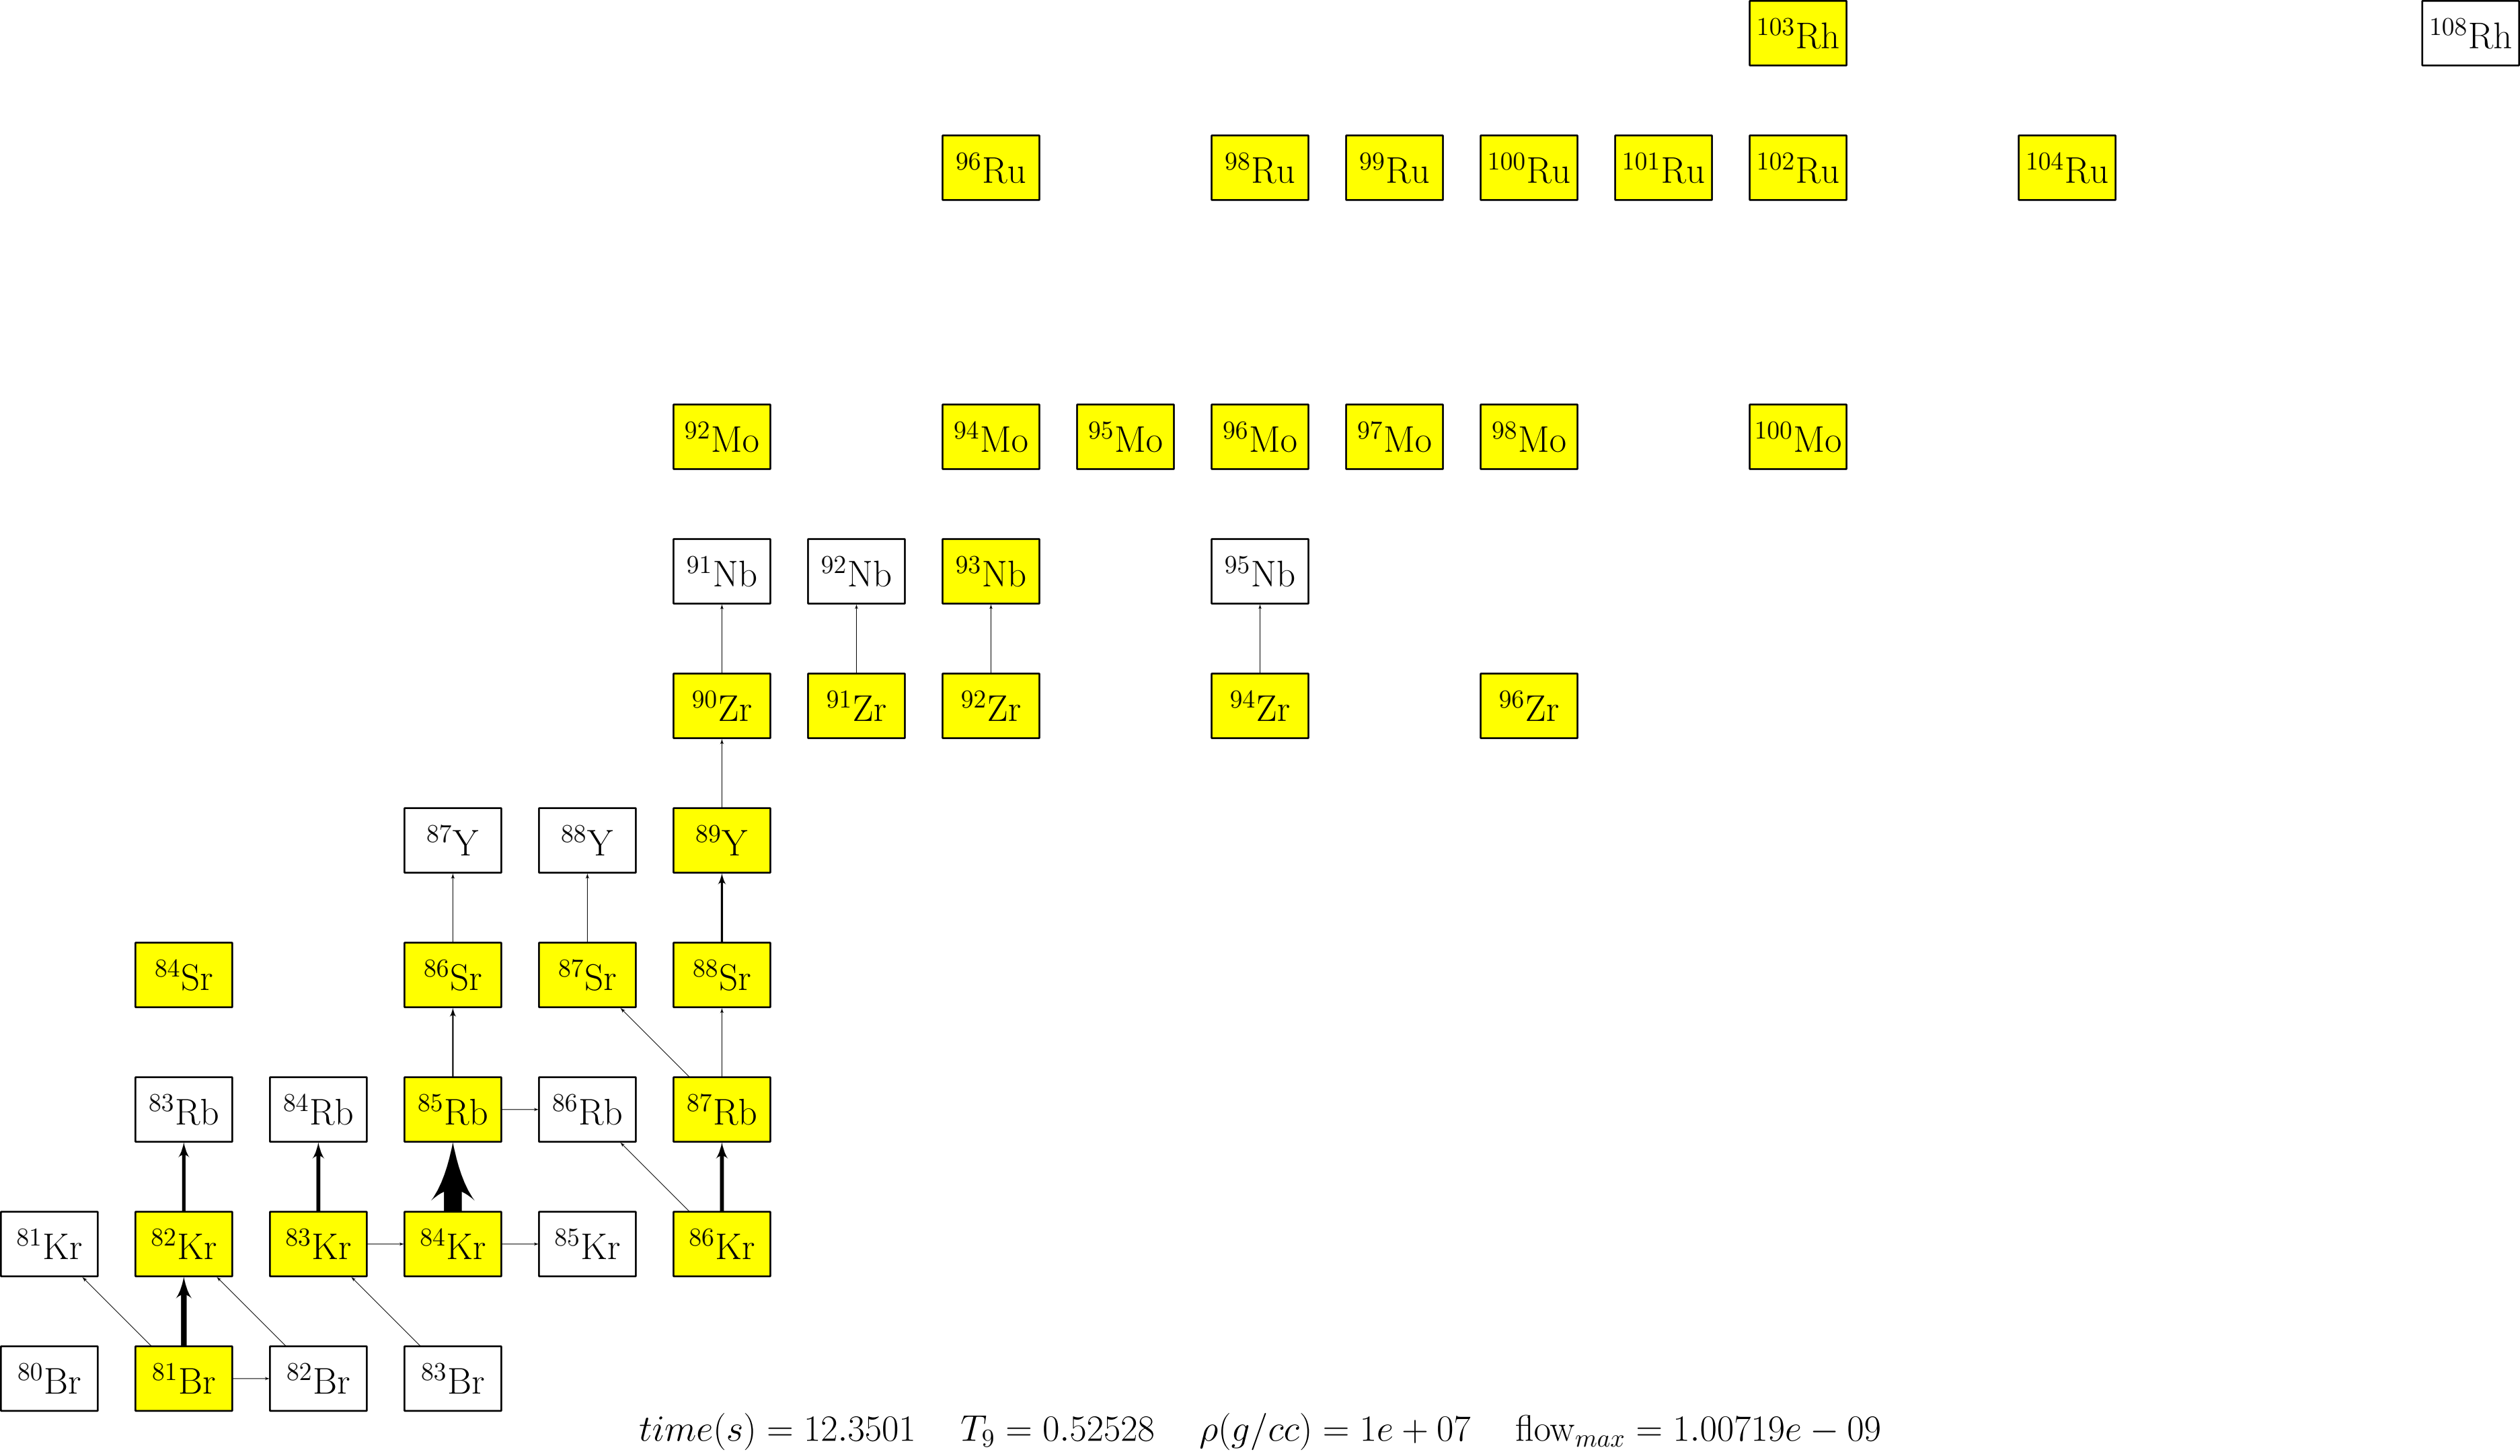 ¹⁰³Rh ¹⁰⁸Rh
⁹⁶Ru ⁹⁸Ru ⁹⁹Ru ¹⁰⁰Ru ¹⁰¹Ru ¹⁰²Ru ¹⁰⁴Ru
⁹²Mo ⁹⁴Mo ⁹⁵Mo ⁹⁶Mo ⁹⁷Mo ⁹⁸Mo ¹⁰⁰Mo
⁹¹Nb ⁹²Nb ⁹³Nb ⁹⁵Nb
⁹⁰Zr ⁹¹Zr ⁹²Zr ⁹⁴Zr ⁹⁶Zr
⁸⁷Y ⁸⁸Y ⁸⁹Y
⁸⁴Sr ⁸⁶Sr ⁸⁷Sr ⁸⁸Sr
⁸³Rb ⁸⁴Rb ⁸⁵Rb ⁸⁶Rb ⁸⁷Rb
⁸¹Kr ⁸²Kr ⁸³Kr ⁸⁴Kr ⁸⁵Kr ⁸⁶Kr
⁸⁰Br ⁸¹Br ⁸²Br ⁸³Br
time(s) = 12.3501 T₉ = 0.52528 ρ(g/cc) = 1e + 07 flowₘₐₓ = 1.00719e − 09